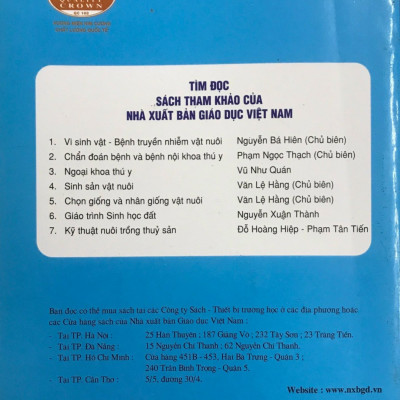 QUALITY
CROWN
TÌM ĐỌC
SÁCH THAM KHẢO CỦA
NHÀ XUẤT BẢN GIÁO DỤC VIỆT NAM
1. Vi sinh vật - Bệnh truyền nhiễm vật nuôi Nguyễn Bá Hiên (Chủ biên)
2. Chẩn đoán bệnh và bệnh nội khoa thú y Phạm Ngọc Thạch (Chủ biên)
3. Ngoại khoa thú y Vũ Như Quán
4. Sinh sản vật nuôi Văn Lệ Hằng (Chủ biên)
5. Chọn giống và nhân giống vật nuôi Văn Lệ Hằng (Chủ biên)
6. Giáo trình Sinh học đất Nguyễn Xuân Thành
7. Kỹ thuật nuôi trồng thuỷ sản Đỗ Hoàng Hiệp - Phạm Tân Tiến
Bạn đọc có thể mua sách tại các Công ty Sách - Thiết bị trường học ở các địa phương hoặc
các Cửa hàng sách của Nhà xuất bản Giáo dục Việt Nam :
- Tại TP. Hà Nội : 25 Hàn Thuyên ; 187 Giảng Võ ; 232 Tây Sơn ; 23 Tràng Tiền.
- Tại TP. Đà Nẵng : 15 Nguyễn Chí Thanh ; 62 Nguyễn Chí Thanh.
- Tại TP. Hồ Chí Minh : Cửa hàng 451B - 453, Hai Bà Trưng - Quận 3 ;
240 Trần Bình Trọng - Quận 5.
- Tại TP. Cần Thơ : 5/5, đường 30/4.
Website : www.nxbgd.vn